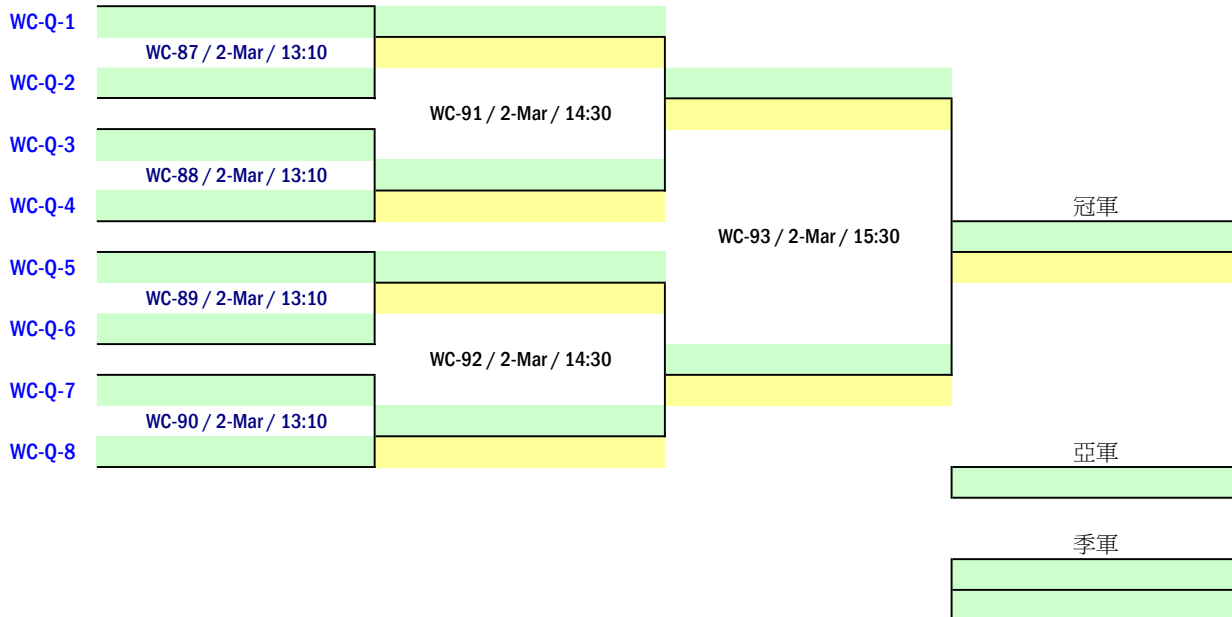 WC-Q-1
WC-87 / 2-Mar / 13:10
WC-Q-2
WC-91 / 2-Mar / 14:30
WC-Q-3
WC-88 / 2-Mar / 13:10
WC-Q-4
冠軍
WC-93 / 2-Mar / 15:30
WC-Q-5
WC-89 / 2-Mar / 13:10
WC-Q-6
WC-92 / 2-Mar / 14:30
WC-Q-7
WC-90 / 2-Mar / 13:10
WC-Q-8
亞軍
季軍